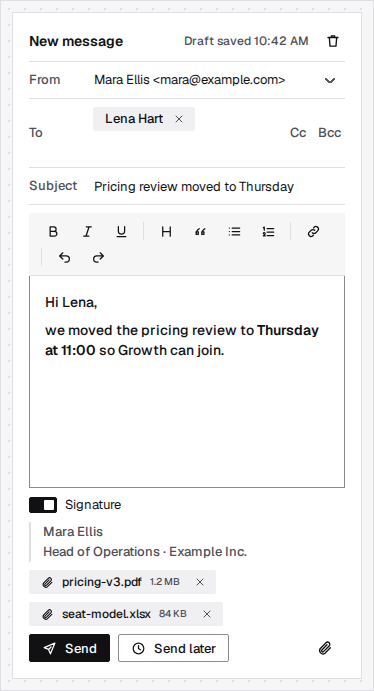 New message Draft saved 10:42 AM
From Mara Ellis <mara@example.com>
Lena Hart
To Cc Bcc
Subject Pricing review moved to Thursday
B I U H
Hi Lena,
we moved the pricing review to Thursday
at 11:00 so Growth can join.
Signature
Mara Ellis
Head of Operations · Example Inc.
pricing-v3.pdf 1.2 MB
seat-model.xlsx 84 KB
Send Send later